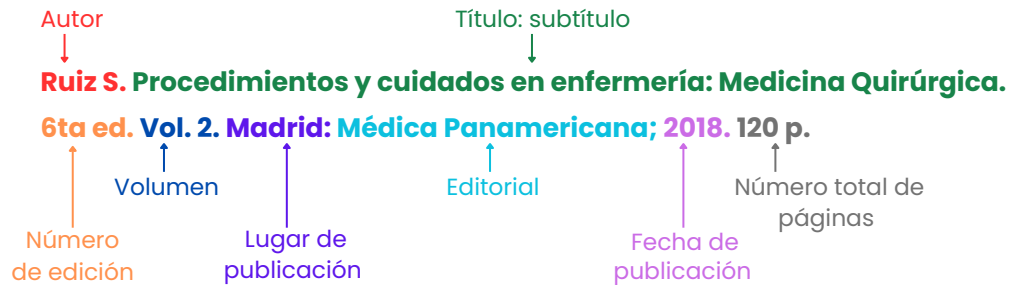 Autor
Título: subtítulo
Ruiz S. Procedimientos y cuidados en enfermería: Medicina Quirúrgica.
6ta ed. Vol. 2. Madrid: Médica Panamericana; 2018. 120 p.
Volumen
Editorial
Número total de
páginas
Número
de edición
Lugar de
publicación
Fecha de
publicación